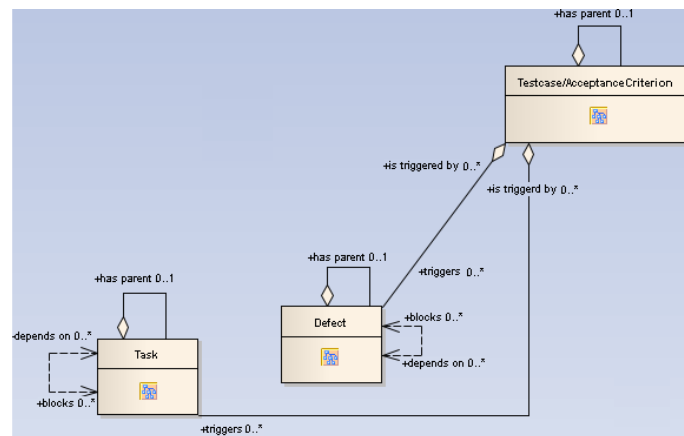 +has parent 0..1
Testcase/AcceptanceCriterion
+is triggered by 0..*
+is triggerd by 0..*
+has parent 0..1
+triggers 0..*
+has parent 0..1
Defect
+blocks 0..*
depends on 0..*
Task
+depends on 0..*
+blocks 0..*
+triggers 0..*